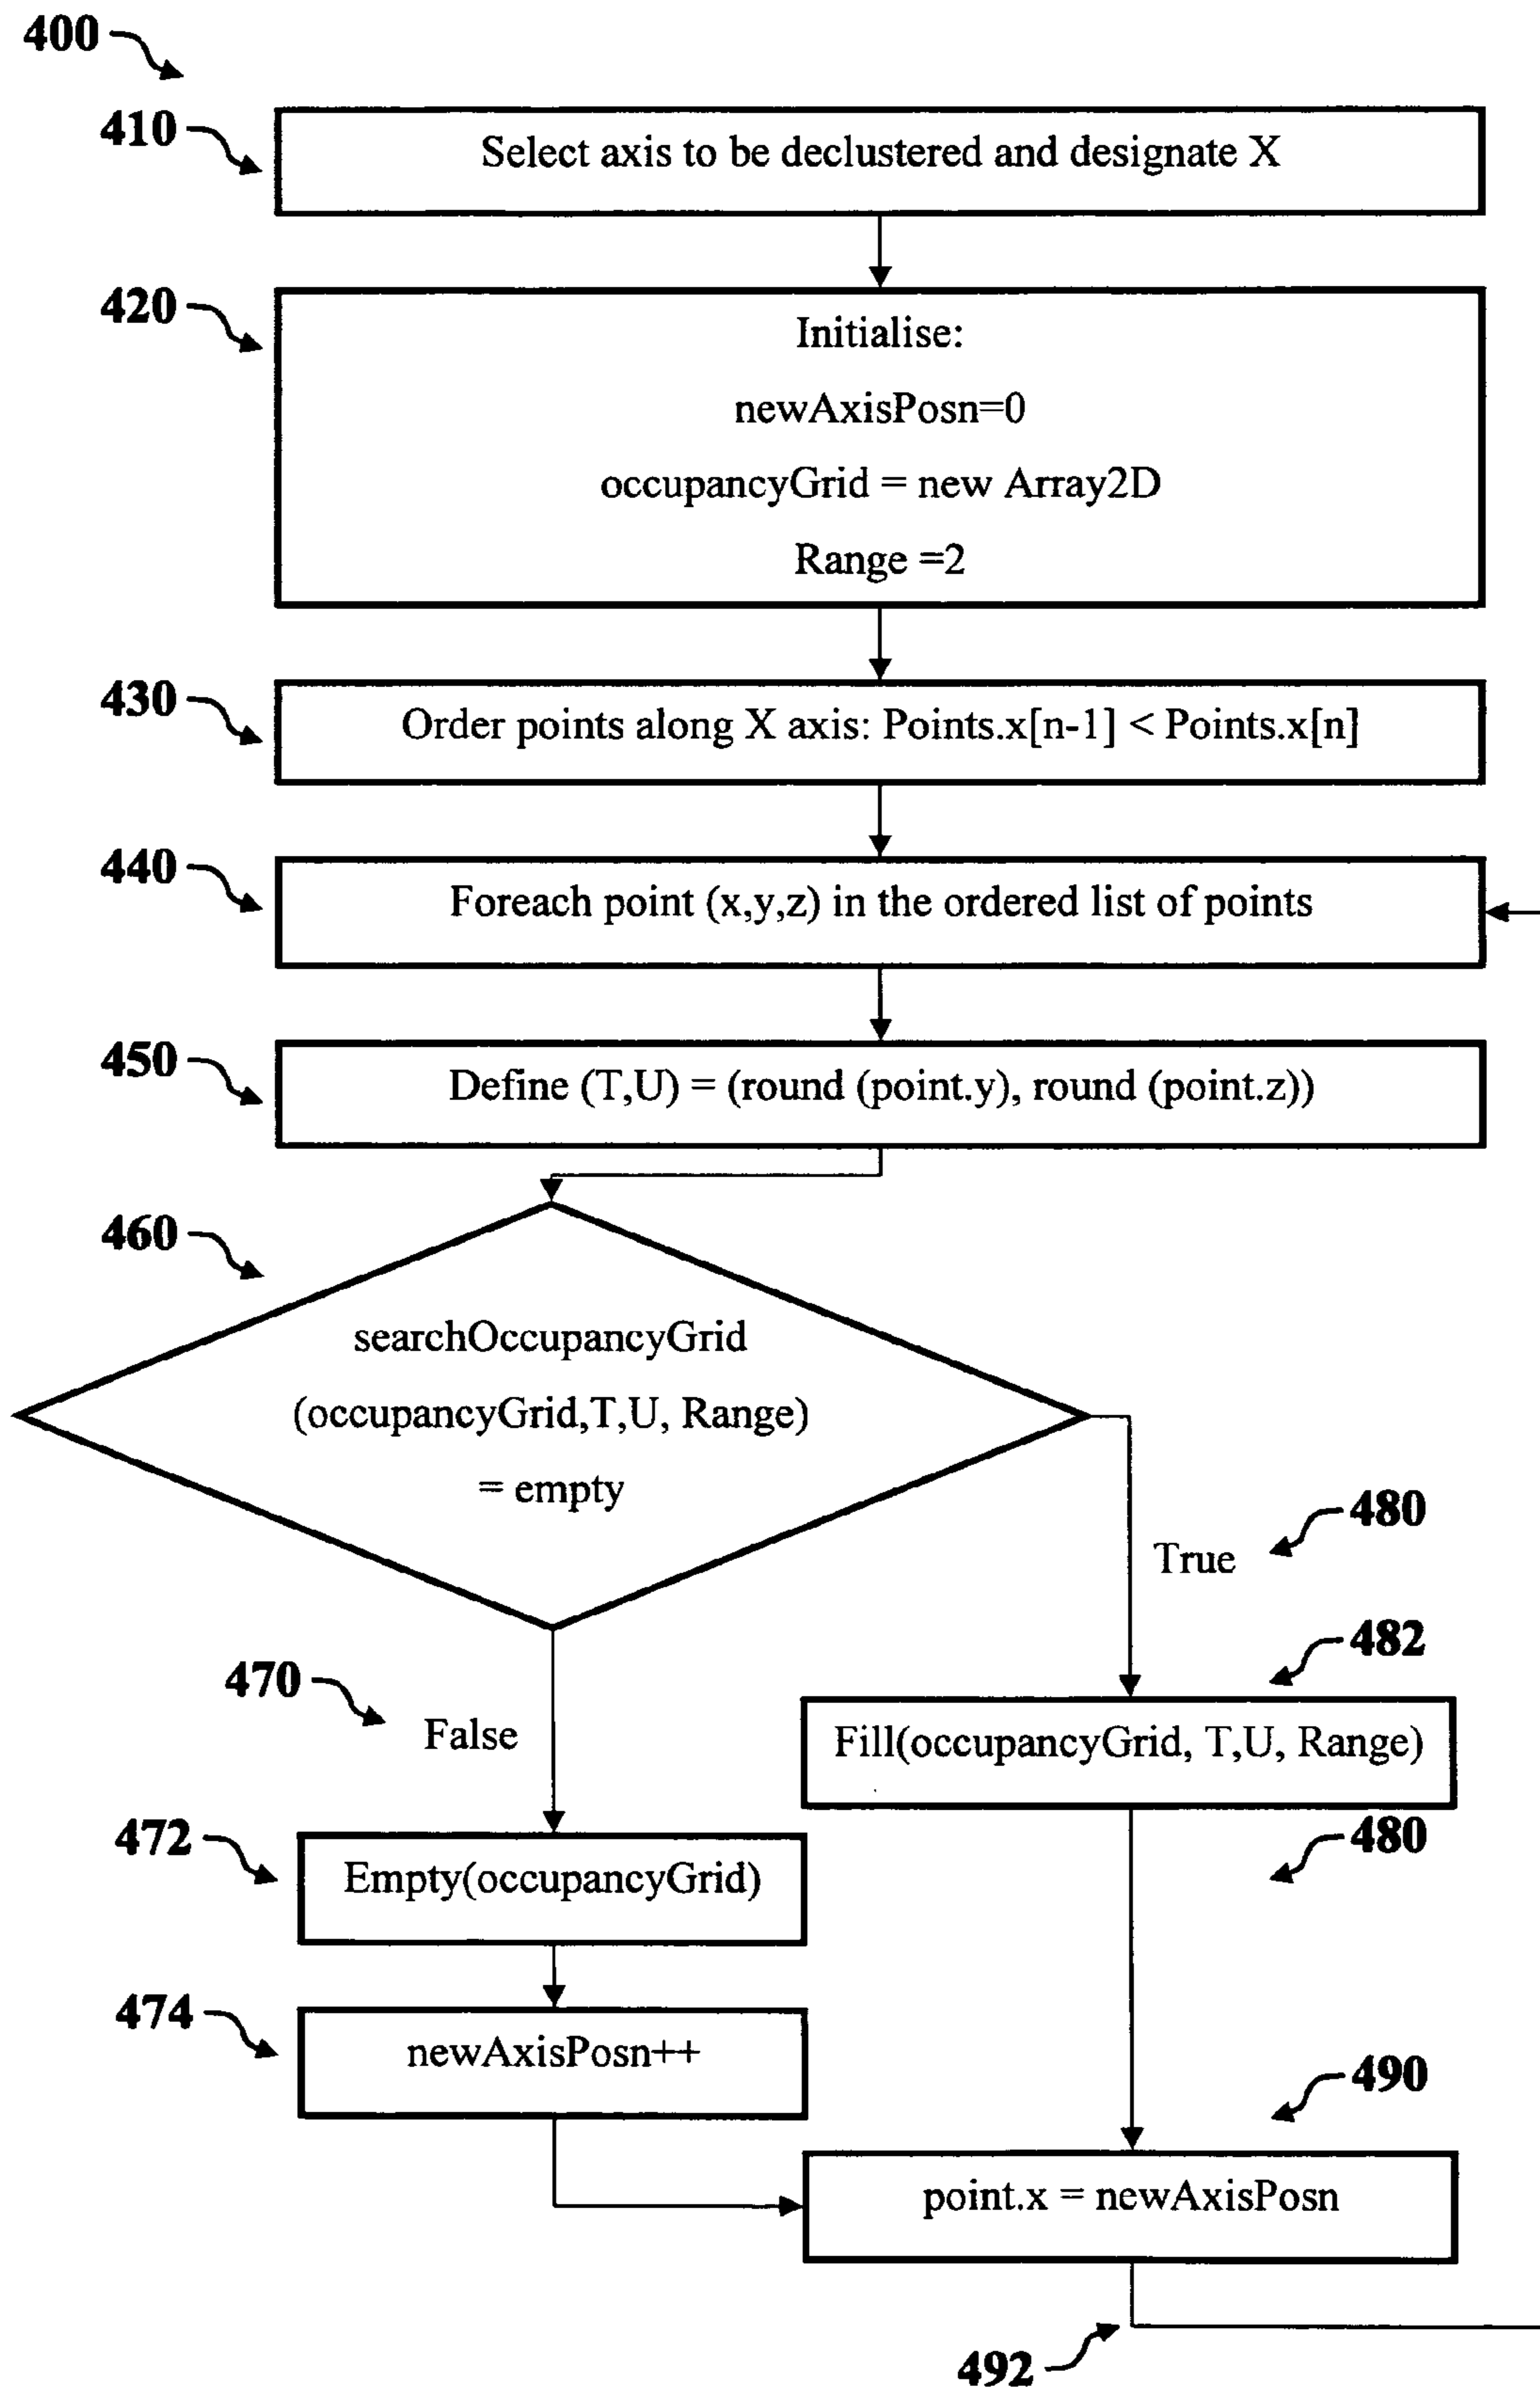 400
410
Select axis to be declustered and designate X
420
Initialise:
newAxisPosn=0
occupancyGrid = new Array2D
Range =2
430
Order points along X axis: Points.x[n-1] < Points.x[n]
440
Foreach point (x,y,z) in the ordered list of points
450
Define (T,U) = (round (point.y), round (point.z))
460
searchOccupancyGrid
(occupancyGrid,T,U, Range)
= empty
480
True
482
470
False
Fill(occupancyGrid, T,U, Range)
472
480
Empty(occupancyGrid)
474
newAxisPosn++
490
point.x = newAxisPosn
492